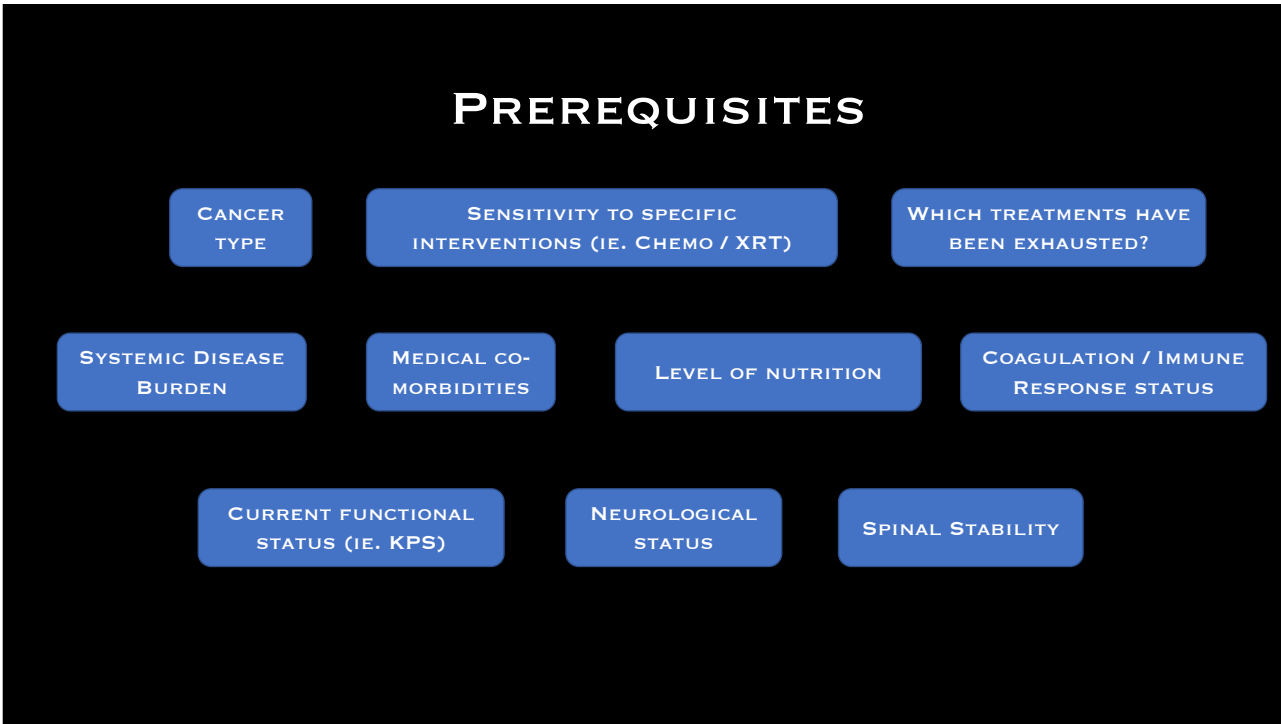 Prerequisites
Cancer
type
Sensitivity to specific
interventions (ie. Chemo / XRT)
Which treatments have
been exhausted?
Systemic Disease
Burden
Medical co-
morbidities
Level of nutrition
Coagulation / Immune
Response status
Current functional
status (ie. KPS)
Neurological
status
Spinal Stability